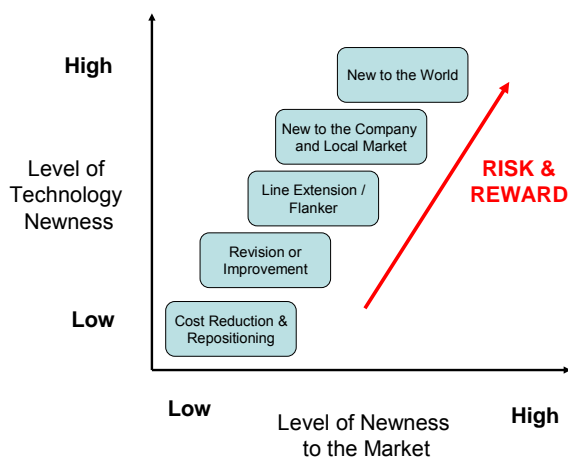 High
New to the World
New to the Company
and Local Market
Level of
Technology
Newness
RISK &
REWARD
Line Extension /
Flanker
Revision or
Improvement
Low
Cost Reduction &
Repositioning
Low
High
Level of Newness
to the Market